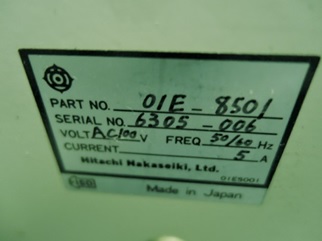 PART NO. 01E-8501
SERIAL NO. 6305-006
VOLT AC100 V FREQ. 50/60 Hz
CURRENT 5 A
Hitachi Nakaseiki, Ltd.
01E9001
Made in Japan